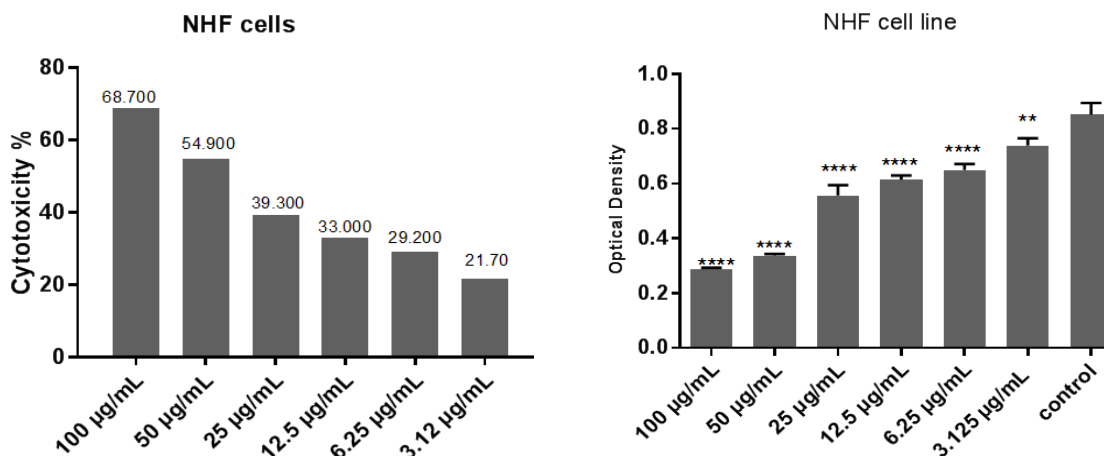 NHF cells
Cytotoxicity %
80
60
40
20
0
68.700
54.900
39.300
33.000
29.200
21.70
100 µg/mL
50 µg/mL
25 µg/mL
12.5 µg/mL
6.25 µg/mL
3.12 µg/mL
NHF cell line
Optical Density
1.0
0.8
0.6
0.4
0.2
0.0
****
****
****
****
****
**
100 µg/mL
50 µg/mL
25 µg/mL
12.5 µg/mL
6.25 µg/mL
3.125 µg/mL
control